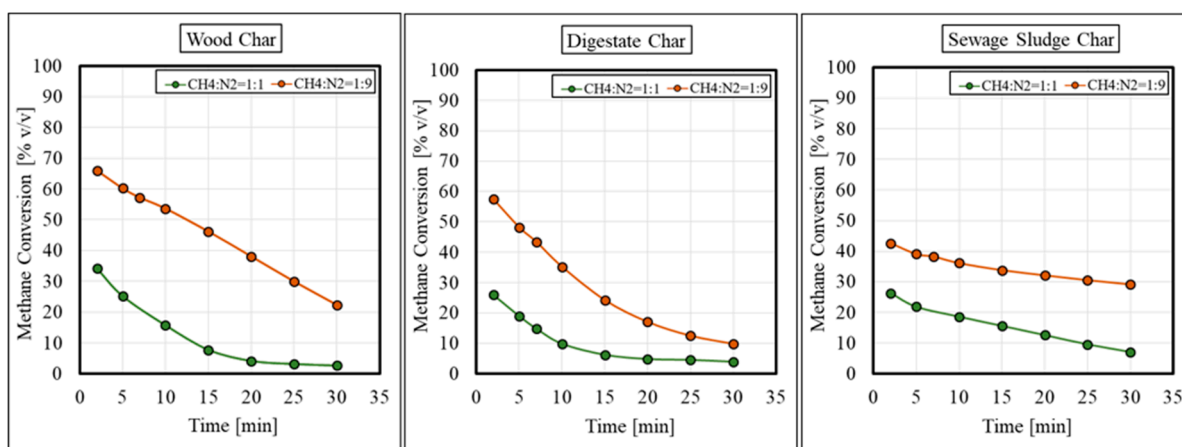 Wood Char
CH4:N2=1:1 CH4:N2=1:9
Methane Conversion [% v/v]
100
90
80
70
60
50
40
30
20
10
0
0 5 10 15 20 25 30 35
Time [min]
Digestate Char
CH4:N2=1:1 CH4:N2=1:9
Methane Conversion [% v/v]
100
90
80
70
60
50
40
30
20
10
0
0 5 10 15 20 25 30 35
Time [min]
Sewage Sludge Char
CH4:N2=1:1 CH4:N2=1:9
Methane Conversion [% v/v]
100
90
80
70
60
50
40
30
20
10
0
0 5 10 15 20 25 30 35
Time [min]